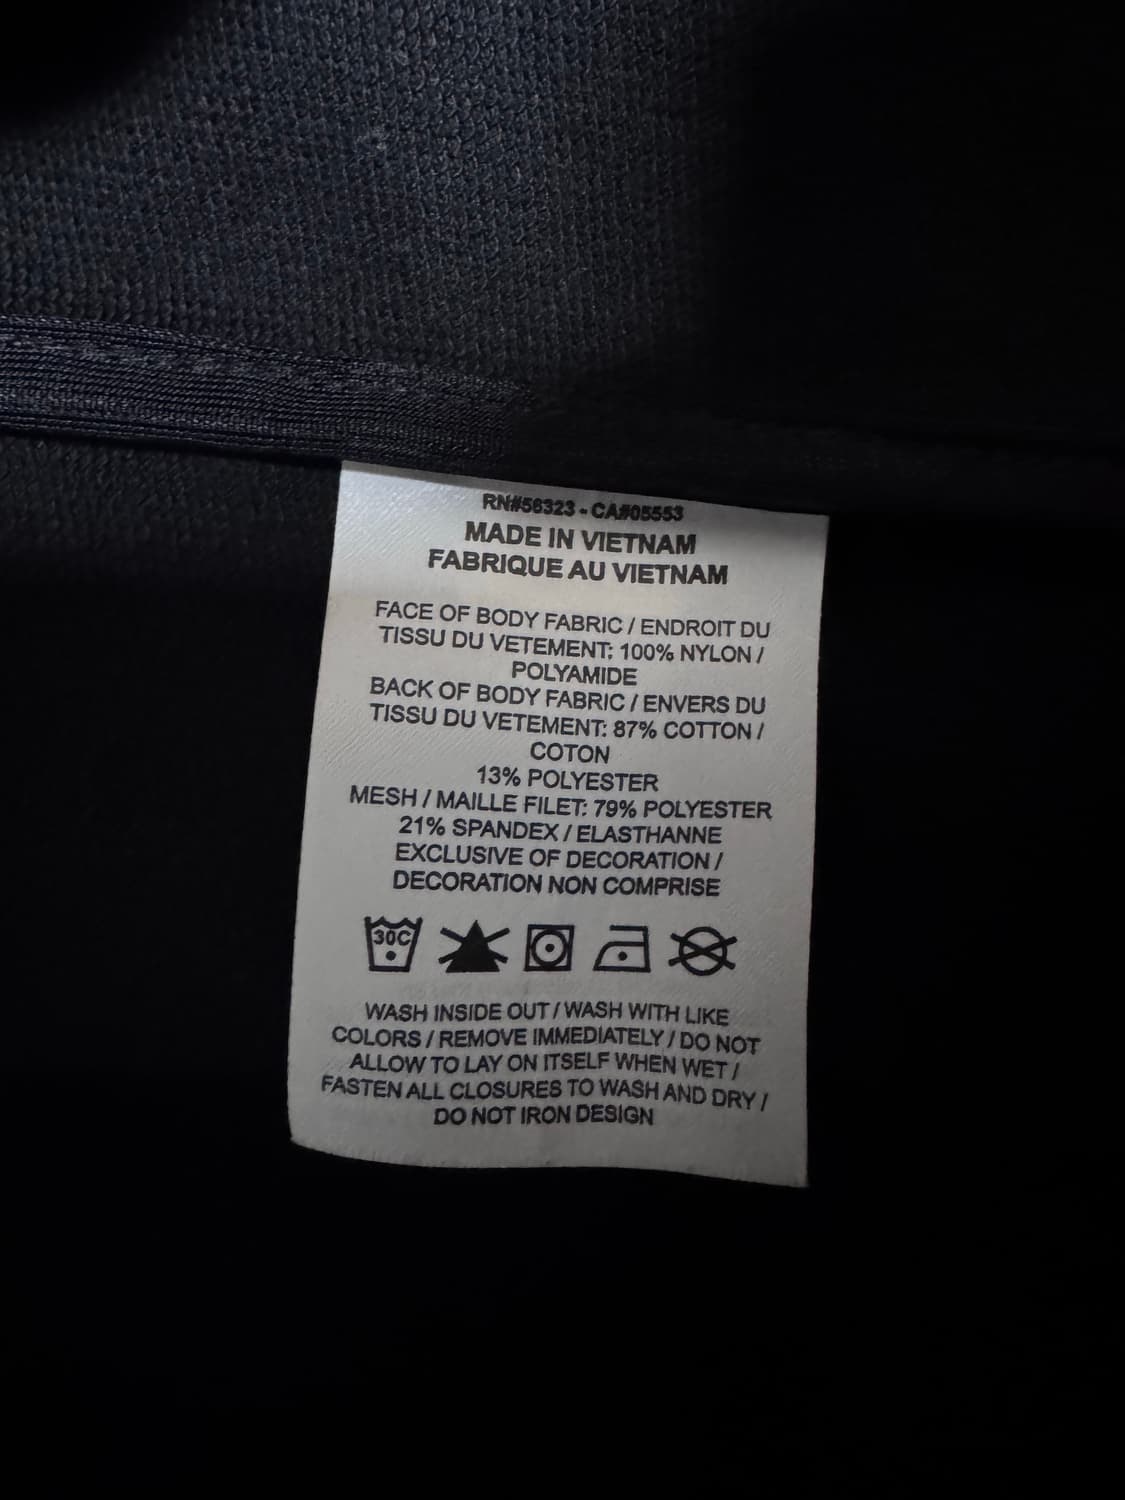 RN#56323 - CA#05553
MADE IN VIETNAM
FABRIQUE AU VIETNAM
FACE OF BODY FABRIC / ENDROIT DU
TISSU DU VETEMENT: 100% NYLON /
POLYAMIDE
BACK OF BODY FABRIC / ENVERS DU
TISSU DU VETEMENT: 87% COTTON /
COTON
13% POLYESTER
MESH / MAILLE FILET: 79% POLYESTER
21% SPANDEX / ELASTHANNE
EXCLUSIVE OF DECORATION /
DECORATION NON COMPRISE
30C
WASH INSIDE OUT / WASH WITH LIKE
COLORS / REMOVE IMMEDIATELY / DO NOT
ALLOW TO LAY ON ITSELF WHEN WET /
FASTEN ALL CLOSURES TO WASH AND DRY /
DO NOT IRON DESIGN